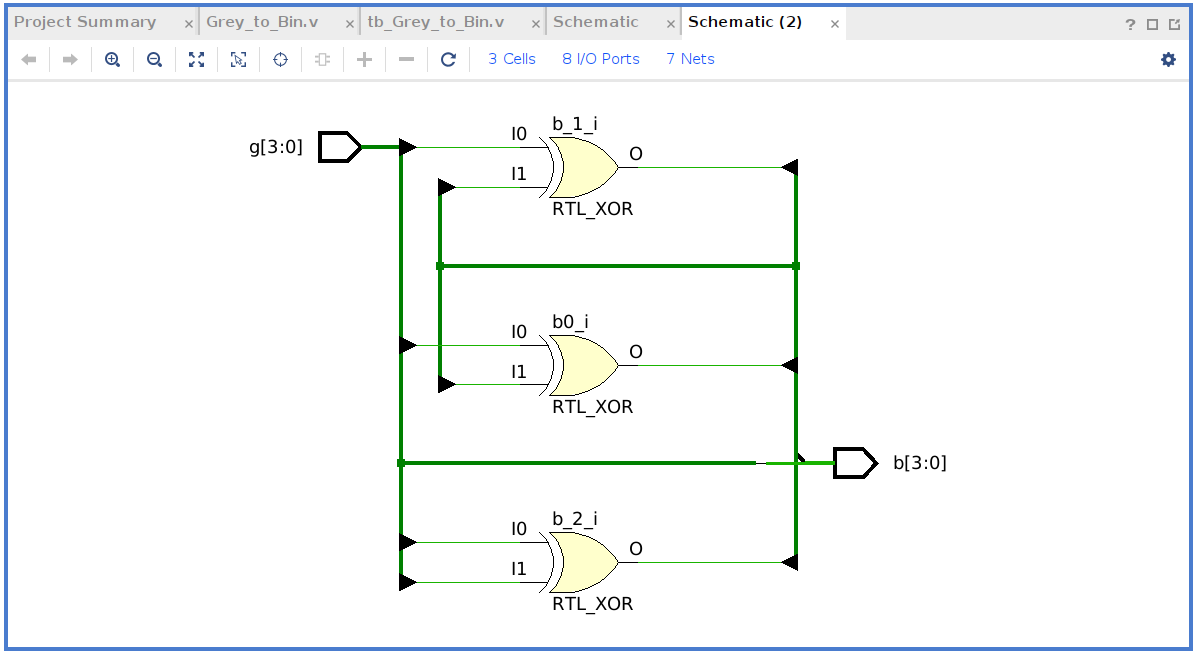 Project Summary × Grey_to_Bin.v × tb_Grey_to_Bin.v × Schematic × Schematic (2) × ?
3 Cells 8 I/O Ports 7 Nets
b_1_i
g[3:0] I0
O
I1
RTL_XOR
b0_i
I0
O
I1
RTL_XOR
b[3:0]
b_2_i
I0
O
I1
RTL_XOR